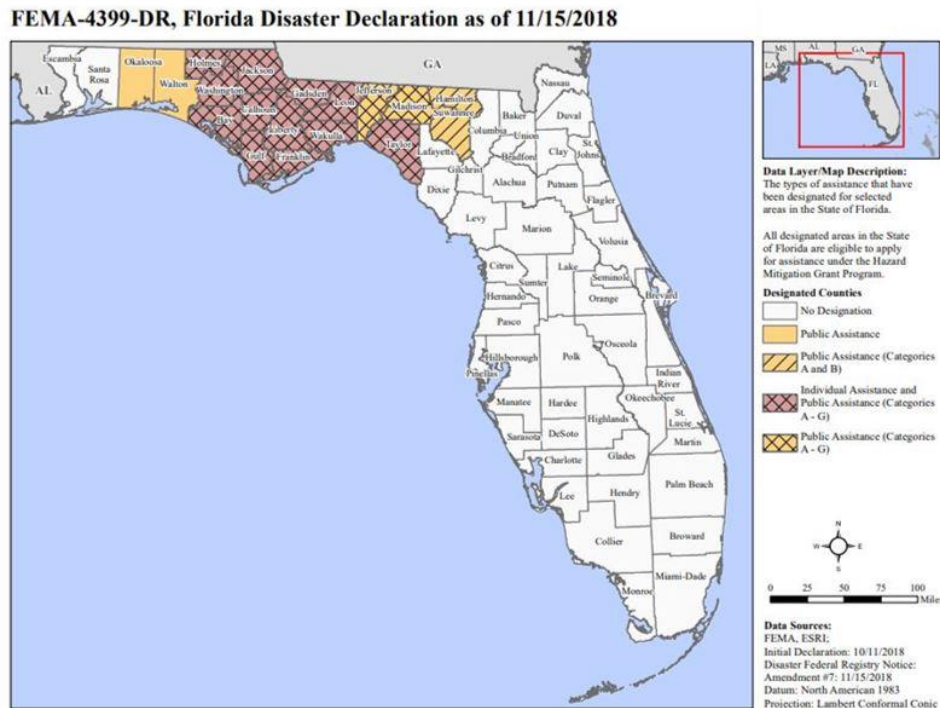 FEMA-4399-DR, Florida Disaster Declaration as of 11/15/2018
Escambia
Santa
Rosa
Okaloosa
Walton
Holmes
Jackson
Washington
Bay
Calhoun
Gulf
Liberty
Franklin
Gadsden
Leon
Wakulla
Jefferson
Madison
Taylor
Hamilton
Suwannee
Lafayette
Columbia
Baker
Union
Bradford
Gilchrist
Dixie
Nassau
Duval
Clay
St.
Johns
Alachua
Putnam
Flagler
Levy
Marion
Volusia
Citrus
Sumter
Lake
Seminole
Hernando
Orange
Brevard
Pasco
Osceola
Hillsborough
Polk
Pinellas
Indian
River
Manatee
Hardee
Okeechobee
Highlands
St.
Lucie
Sarasota
DeSoto
Martin
Charlotte
Glades
Lee
Hendry
Palm Beach
Collier
Broward
Monroe
Miami-Dade
AL
GA
MS
AL
GA
LA
FL
Data Layer/Map Description:
The types of assistance that have
been designated for selected
areas in the State of Florida.
All designated areas in the State
of Florida are eligible to apply
for assistance under the Hazard
Mitigation Grant Program.
Designated Counties
No Designation
Public Assistance
Public Assistance (Categories
A and B)
Individual Assistance and
Public Assistance (Categories
A - G)
Public Assistance (Categories
A - G)
N
W
E
S
0 25 50 75 100
Mile
Data Sources:
FEMA, ESRI;
Initial Declaration: 10/11/2018
Disaster Federal Registry Notice:
Amendment #7: 11/15/2018
Datum: North American 1983
Projection: Lambert Conformal Conic